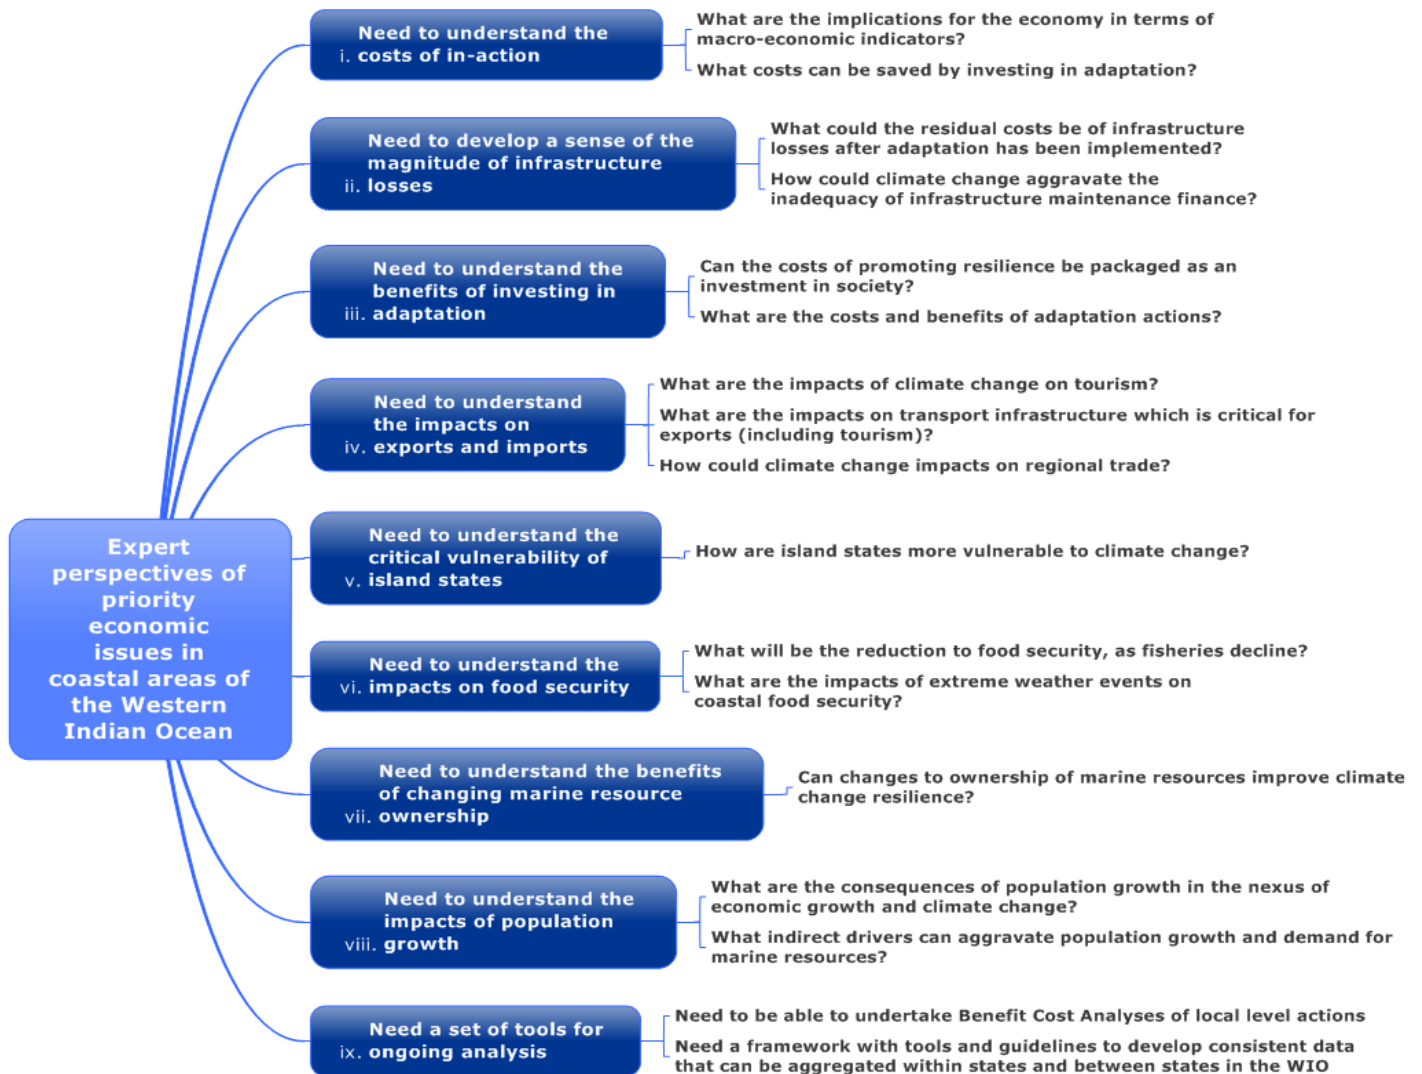 Expert
perspectives of
priority
economic
issues in
coastal areas of
the Western
Indian Ocean
Need to understand the
i. costs of in-action
What are the implications for the economy in terms of
macro-economic indicators?
What costs can be saved by investing in adaptation?
Need to develop a sense of the
magnitude of infrastructure
ii. losses
What could the residual costs be of infrastructure
losses after adaptation has been implemented?
How could climate change aggravate the
inadequacy of infrastructure maintenance finance?
Need to understand the
benefits of investing in
iii. adaptation
Can the costs of promoting resilience be packaged as an
investment in society?
What are the costs and benefits of adaptation actions?
Need to understand
the impacts on
iv. exports and imports
What are the impacts of climate change on tourism?
What are the impacts on transport infrastructure which is critical for
exports (including tourism)?
How could climate change impacts on regional trade?
Need to understand the
critical vulnerability of
v. island states
How are island states more vulnerable to climate change?
Need to understand the
vi. impacts on food security
What will be the reduction to food security, as fisheries decline?
What are the impacts of extreme weather events on
coastal food security?
Need to understand the benefits
of changing marine resource
vii. ownership
Can changes to ownership of marine resources improve climate
change resilience?
Need to understand the
impacts of population
viii. growth
What are the consequences of population growth in the nexus of
economic growth and climate change?
What indirect drivers can aggravate population growth and demand for
marine resources?
Need a set of tools for
ix. ongoing analysis
Need to be able to undertake Benefit Cost Analyses of local level actions
Need a framework with tools and guidelines to develop consistent data
that can be aggregated within states and between states in the WIO